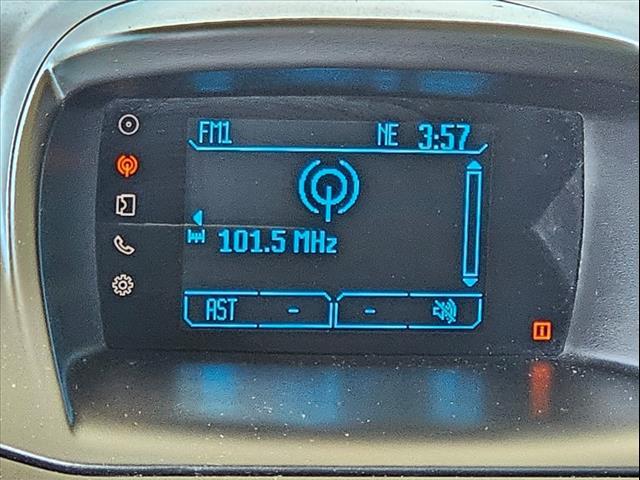 FM1 NE 3:57
101.5 MHz
AST - -